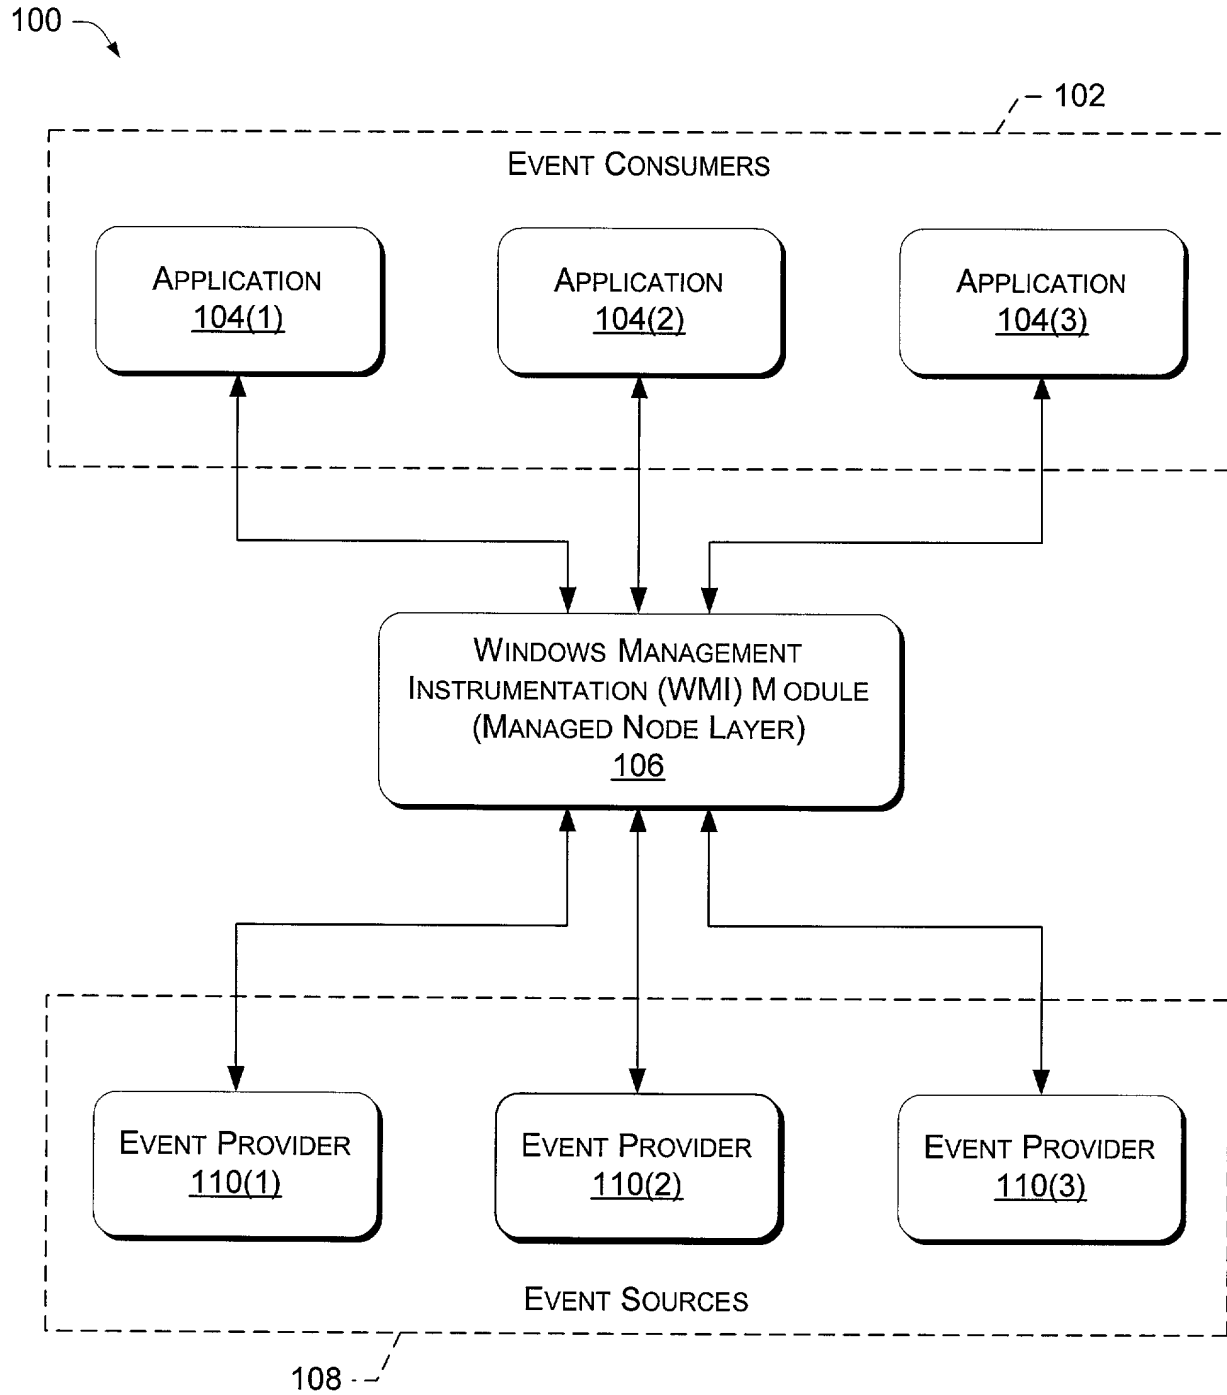 100
102
EVENT CONSUMERS
APPLICATION
104(1)
APPLICATION
104(2)
APPLICATION
104(3)
WINDOWS MANAGEMENT
INSTRUMENTATION (WMI) MODULE
(MANAGED NODE LAYER)
106
EVENT PROVIDER
110(1)
EVENT PROVIDER
110(2)
EVENT PROVIDER
110(3)
EVENT SOURCES
108